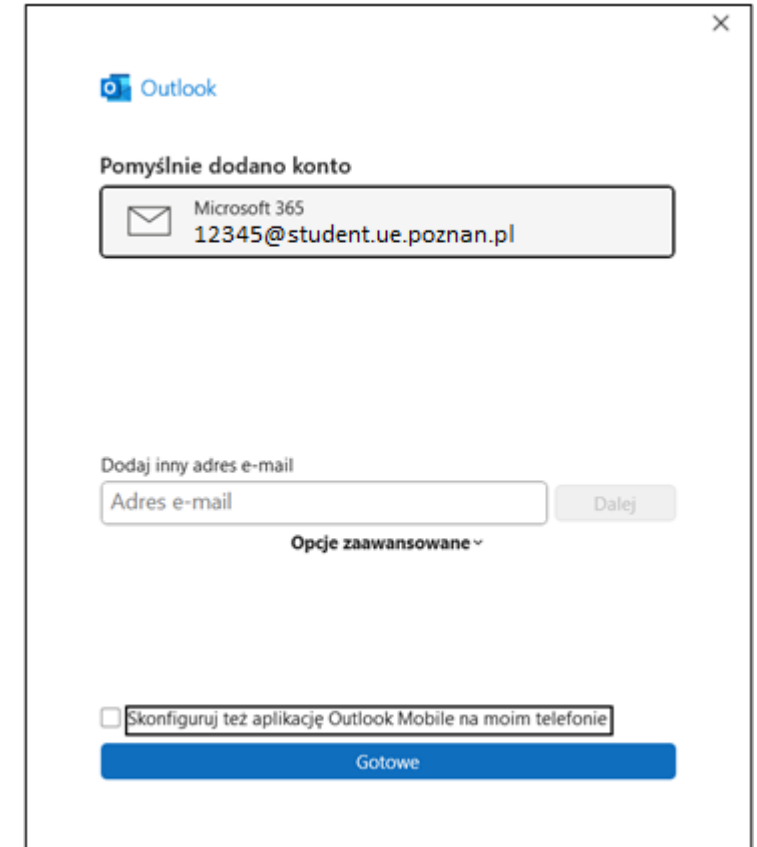 Outlook
Pomyślnie dodano konto
Microsoft 365
12345@student.ue.poznan.pl
Dodaj inny adres e-mail
Adres e-mail
Dalej
Opcje zaawansowane
Skonfiguruj też aplikację Outlook Mobile na moim telefonie
Gotowe